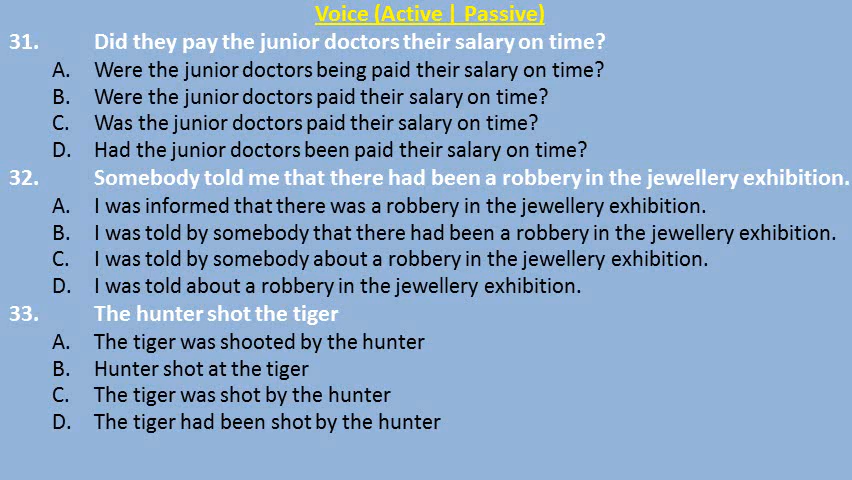 Voice (Active | Passive)
31. Did they pay the junior doctors their salary on time?
A. Were the junior doctors being paid their salary on time?
B. Were the junior doctors paid their salary on time?
C. Was the junior doctors paid their salary on time?
D. Had the junior doctors been paid their salary on time?
32. Somebody told me that there had been a robbery in the jewellery exhibition.
A. I was informed that there was a robbery in the jewellery exhibition.
B. I was told by somebody that there had been a robbery in the jewellery exhibition.
C. I was told by somebody about a robbery in the jewellery exhibition.
D. I was told about a robbery in the jewellery exhibition.
33. The hunter shot the tiger
A. The tiger was shooted by the hunter
B. Hunter shot at the tiger
C. The tiger was shot by the hunter
D. The tiger had been shot by the hunter